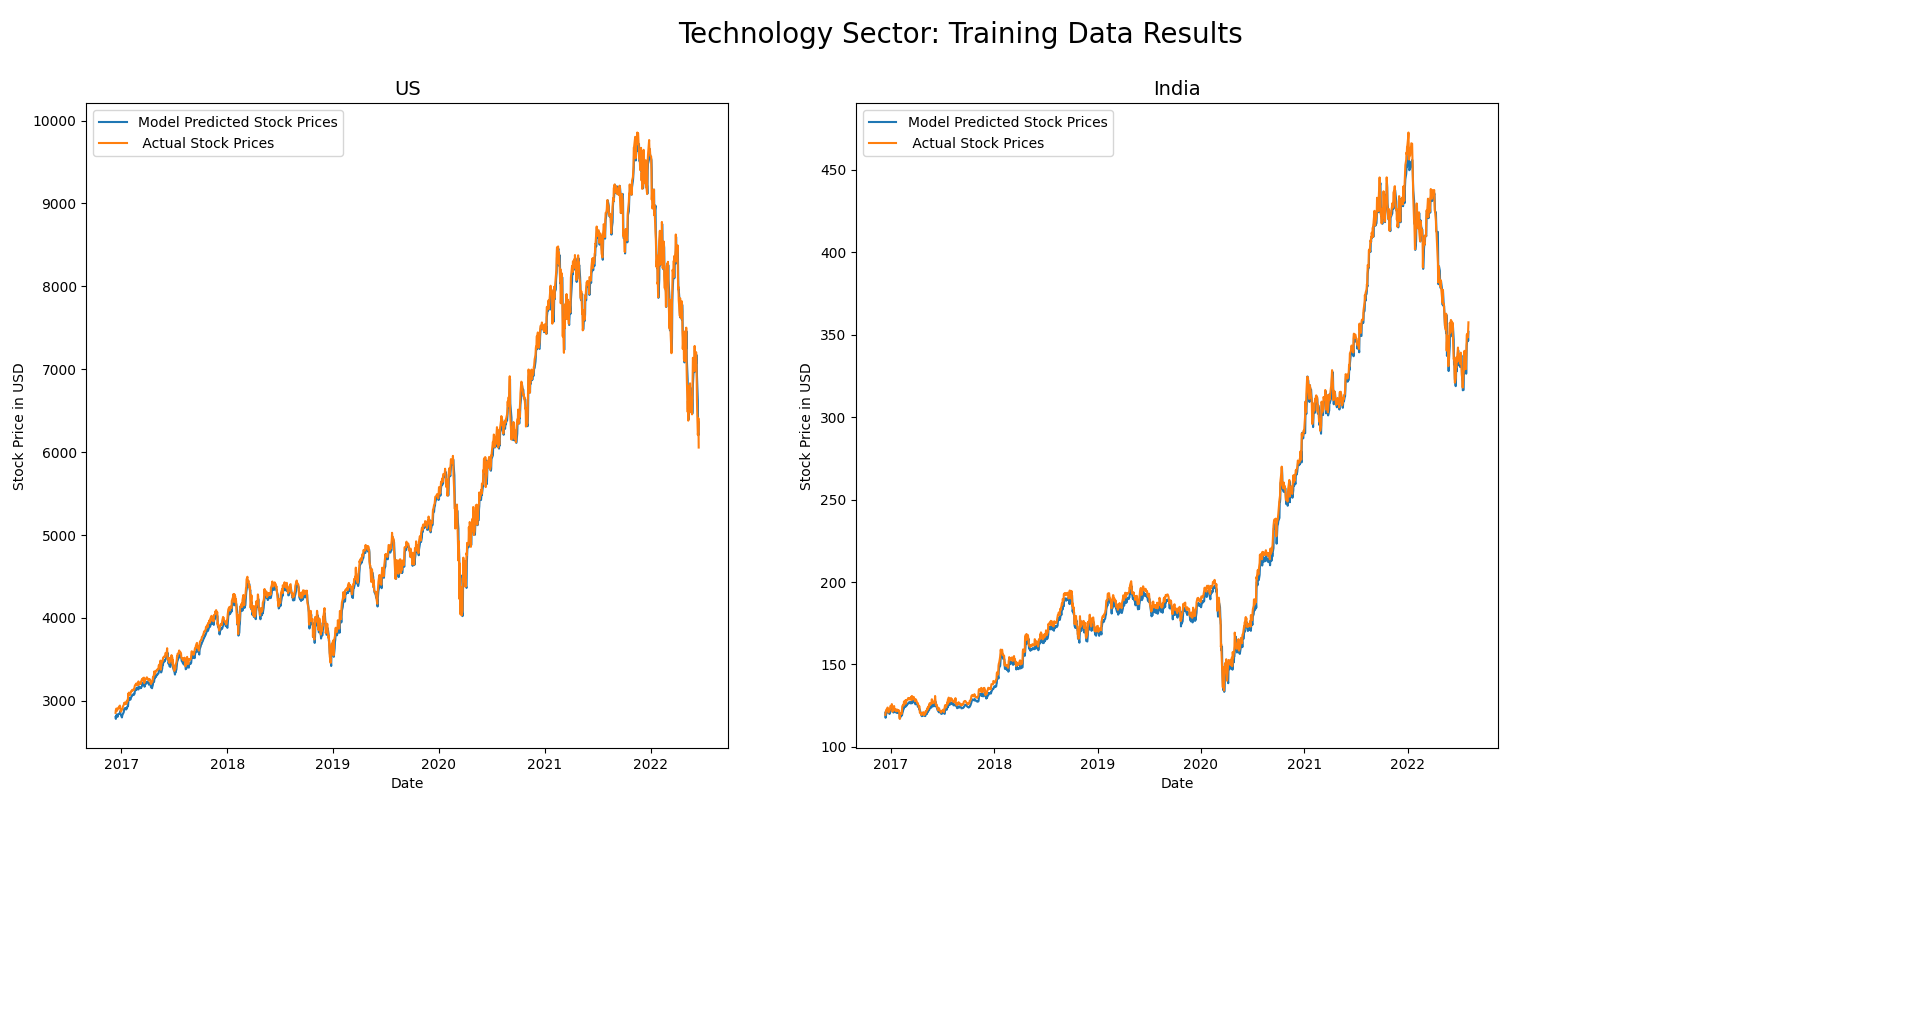 Technology Sector: Training Data Results
US
Model Predicted Stock Prices
Actual Stock Prices
10000
9000
8000
7000
6000
5000
4000
3000
Stock Price in USD
2017 2018 2019 2020 2021 2022
Date
India
Model Predicted Stock Prices
Actual Stock Prices
450
400
350
300
250
200
150
100
Stock Price in USD
2017 2018 2019 2020 2021 2022
Date